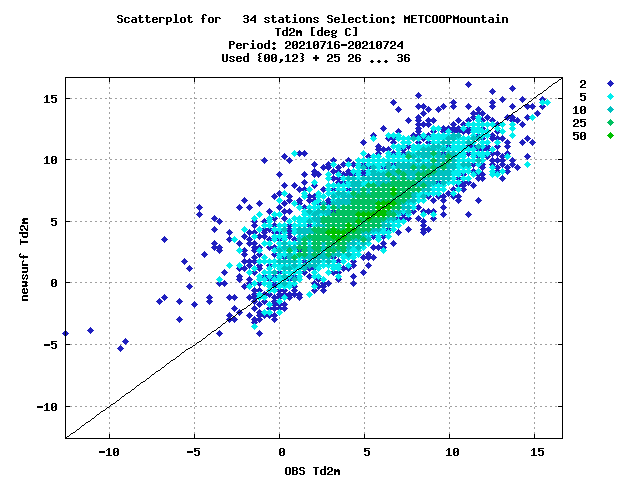 Scatterplot for   34 stations Selection: METCOOPMountain
Td2m [deg C]
Period: 20210716-20210724
Used {00,12} + 25 26 ... 36
2
5
10
25
50
15
10
5
0
-5
-10
newsurf Td2m
-10 -5 0 5 10 15
OBS Td2m